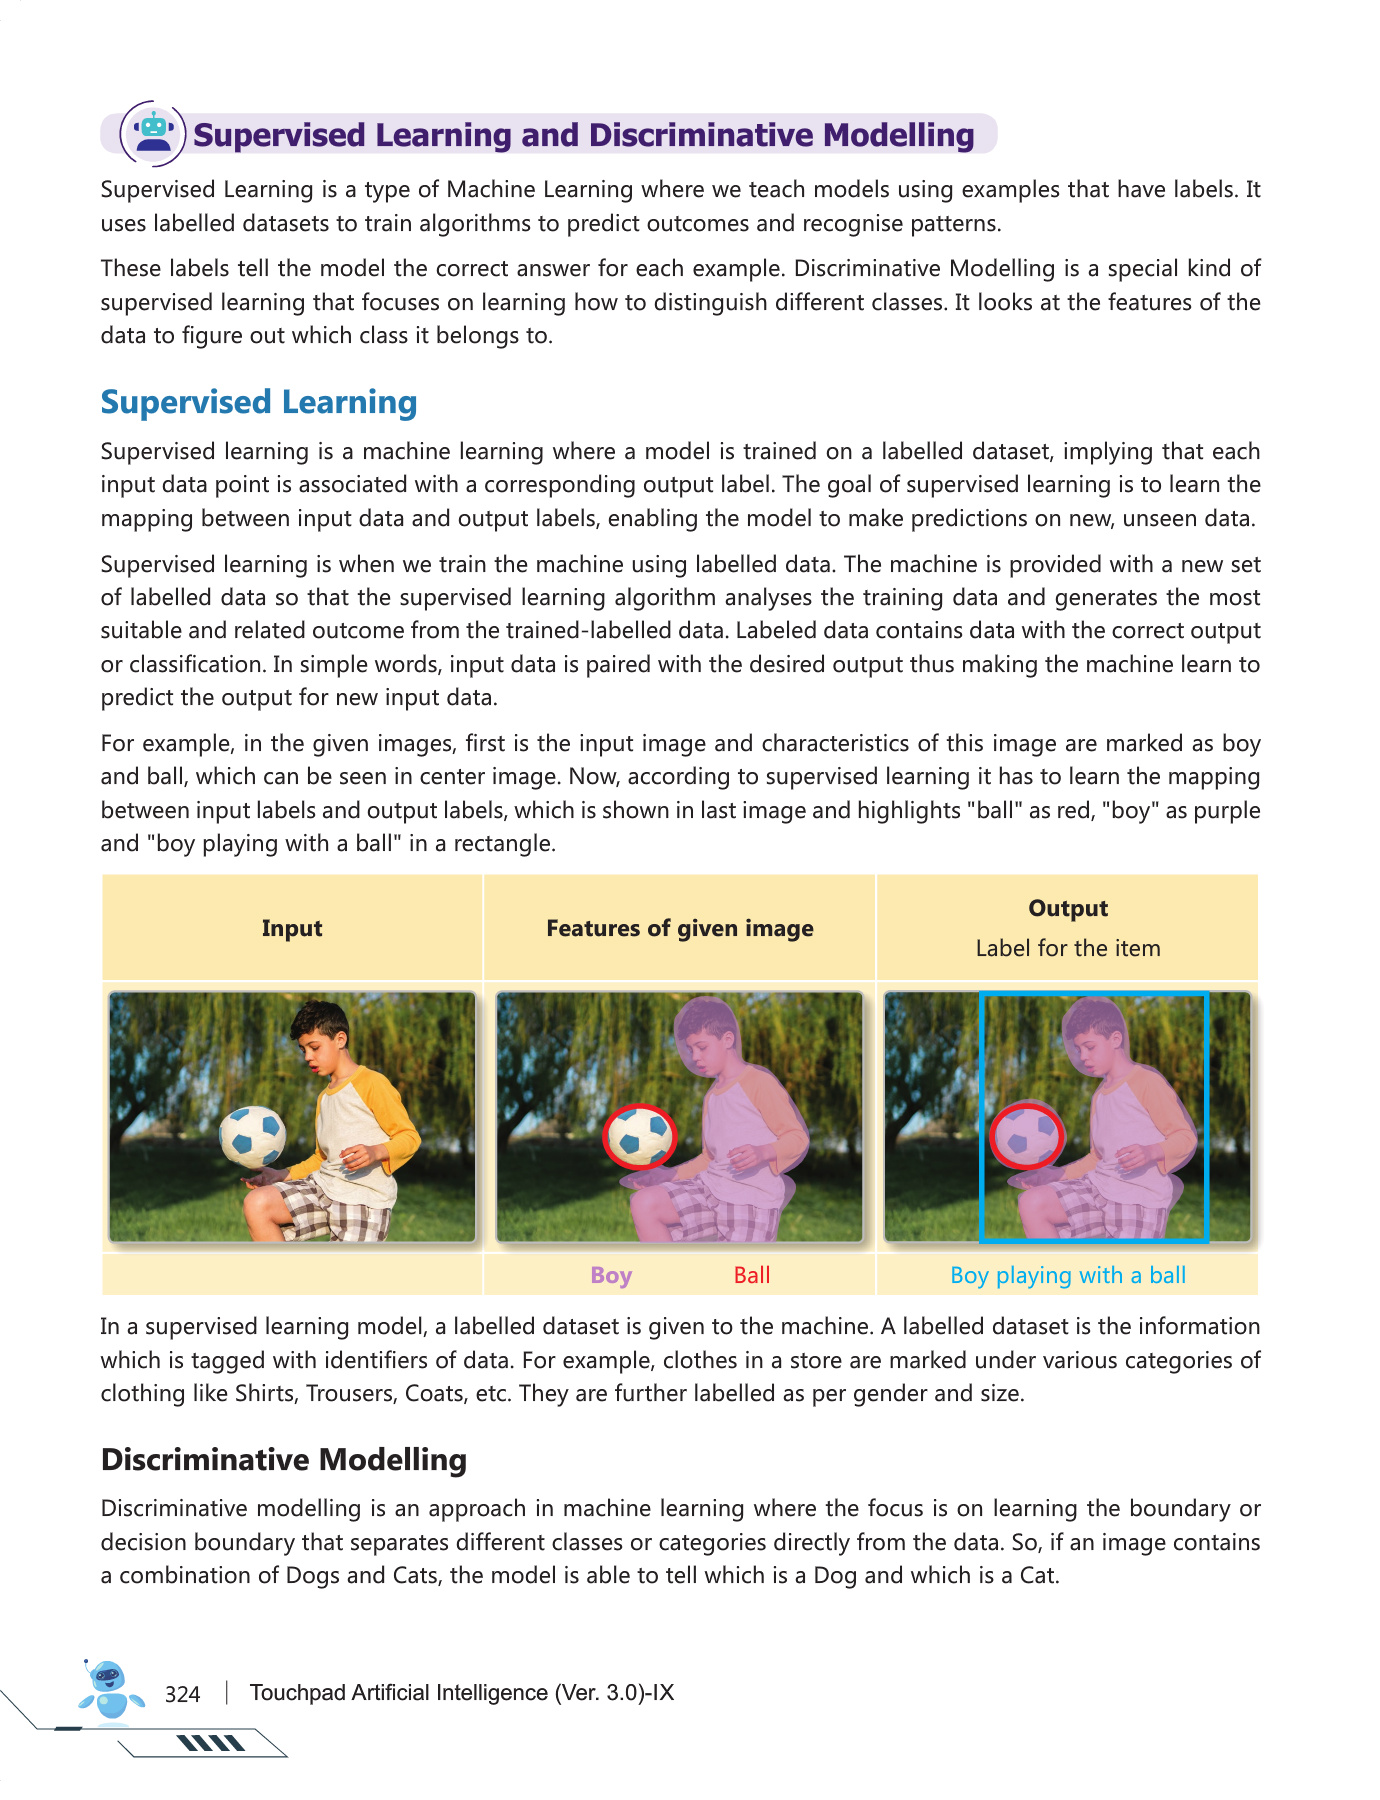 Supervised Learning and Discriminative Modelling
Supervised Learning is a type of Machine Learning where we teach models using examples that have labels. It
uses labelled datasets to train algorithms to predict outcomes and recognise patterns.
These labels tell the model the correct answer for each example. Discriminative Modelling is a special kind of
supervised learning that focuses on learning how to distinguish different classes. It looks at the features of the
data to figure out which class it belongs to.
Supervised Learning
Supervised learning is a machine learning where a model is trained on a labelled dataset, implying that each
input data point is associated with a corresponding output label. The goal of supervised learning is to learn the
mapping between input data and output labels, enabling the model to make predictions on new, unseen data.
Supervised learning is when we train the machine using labelled data. The machine is provided with a new set
of labelled data so that the supervised learning algorithm analyses the training data and generates the most
suitable and related outcome from the trained-labelled data. Labeled data contains data with the correct output
or classification. In simple words, input data is paired with the desired output thus making the machine learn to
predict the output for new input data.
For example, in the given images, first is the input image and characteristics of this image are marked as boy
and ball, which can be seen in center image. Now, according to supervised learning it has to learn the mapping
between input labels and output labels, which is shown in last image and highlights "ball" as red, "boy" as purple
and "boy playing with a ball" in a rectangle.
Input
Features of given image
Output
Label for the item
Boy Ball
Boy playing with a ball
In a supervised learning model, a labelled dataset is given to the machine. A labelled dataset is the information
which is tagged with identifiers of data. For example, clothes in a store are marked under various categories of
clothing like Shirts, Trousers, Coats, etc. They are further labelled as per gender and size.
Discriminative Modelling
Discriminative modelling is an approach in machine learning where the focus is on learning the boundary or
decision boundary that separates different classes or categories directly from the data. So, if an image contains
a combination of Dogs and Cats, the model is able to tell which is a Dog and which is a Cat.
324 | Touchpad Artificial Intelligence (Ver. 3.0)-IX